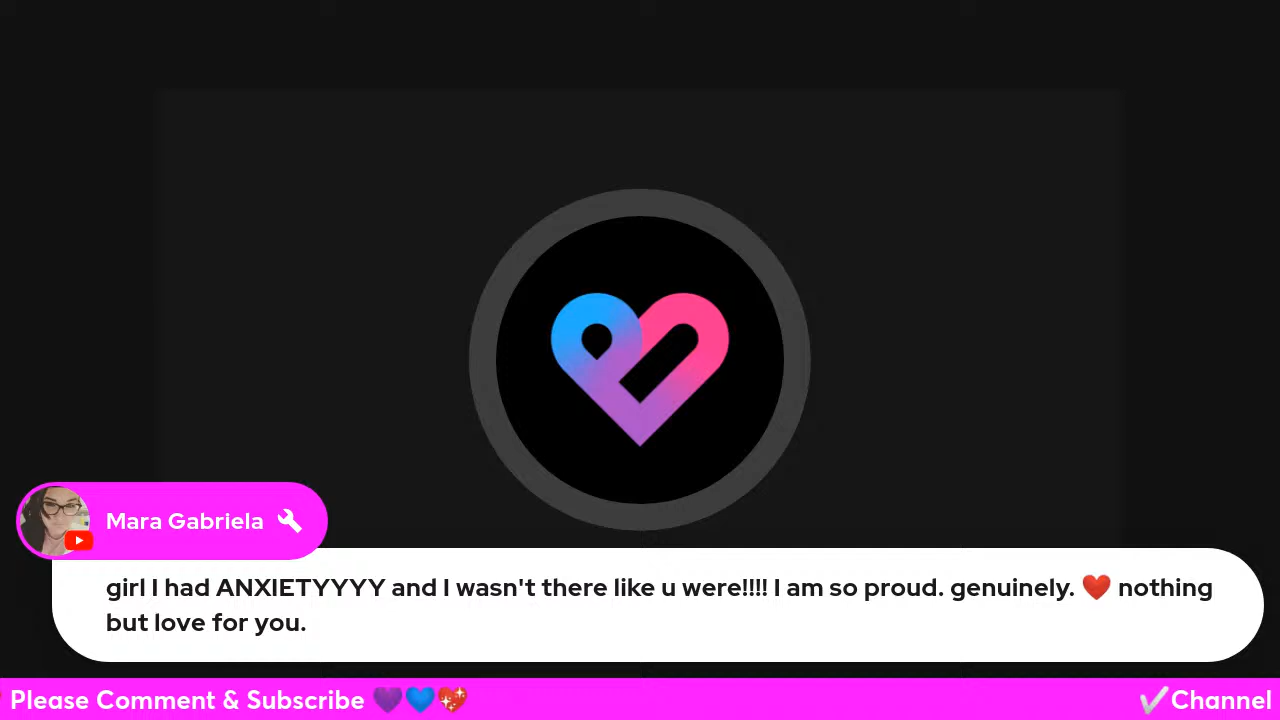 Mara Gabriela
girl I had ANXIETYYYY and I wasn't there like u were!!!! I am so proud. genuinely. ❤️ nothing
but love for you.
Please Comment & Subscribe 💜💙💖
✔️Channel